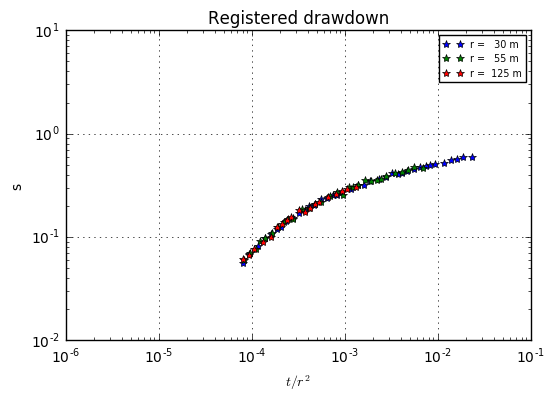 Registered drawdown
10^1
10^0
10^-1
10^-2
s
r = 30 m
r = 55 m
r = 125 m
10^-6 10^-5 10^-4 10^-3 10^-2 10^-1
t/r^2